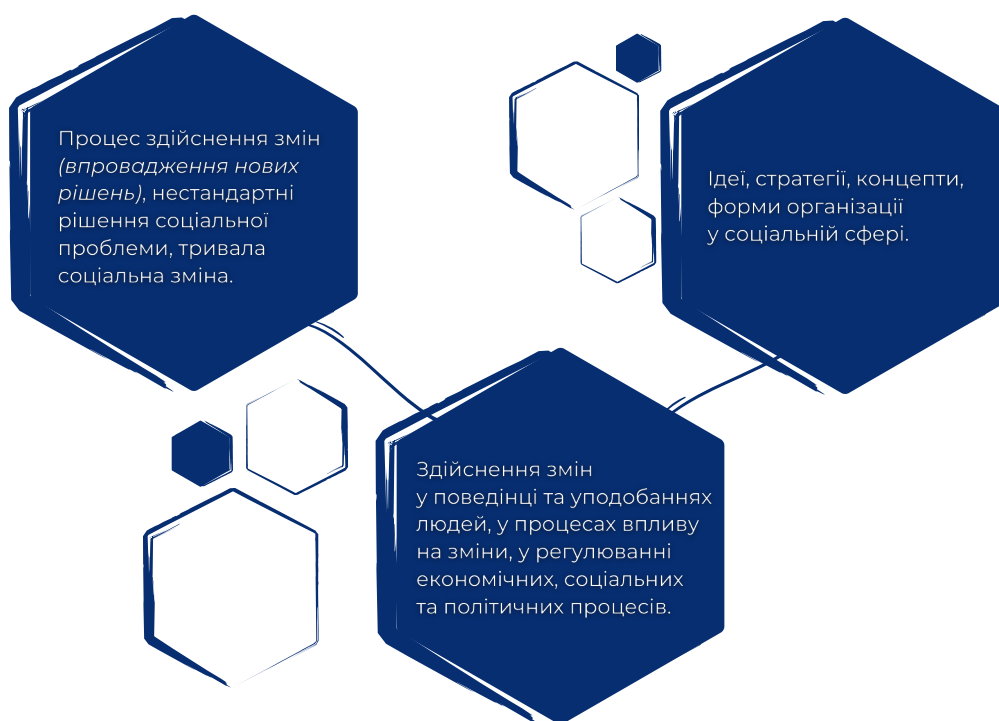 Процес здійснення змін
(впровадження нових
рішень), нестандартні
рішення соціальної
проблеми, тривала
соціальна зміна.
Ідеї, стратегії, концепти,
форми організації
у соціальній сфері.
Здійснення змін
у поведінці та уподобаннях
людей, у процесах впливу
на зміни, у регулюванні
економічних, соціальних
та політичних процесів.